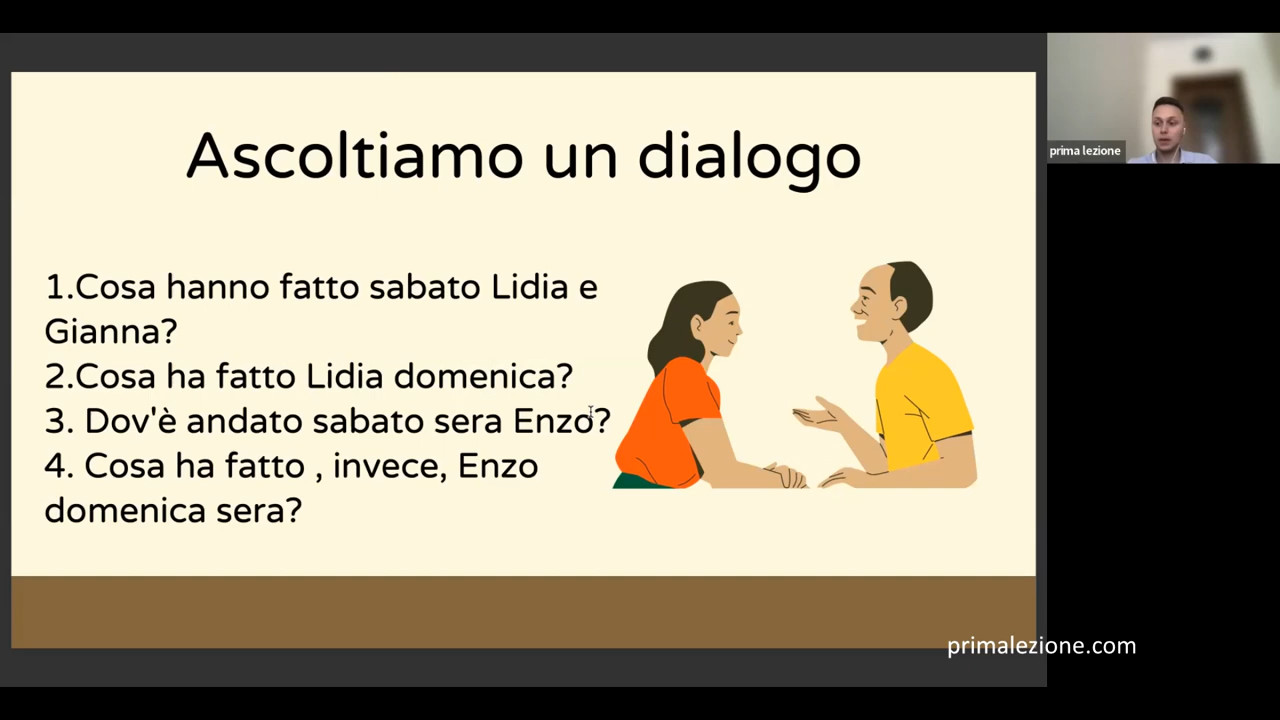 Ascoltiamo un dialogo
1.Cosa hanno fatto sabato Lidia e
Gianna?
2.Cosa ha fatto Lidia domenica?
3. Dov'è andato sabato sera Enzo?
4. Cosa ha fatto , invece, Enzo
domenica sera?
prima lezione
primalezione.com